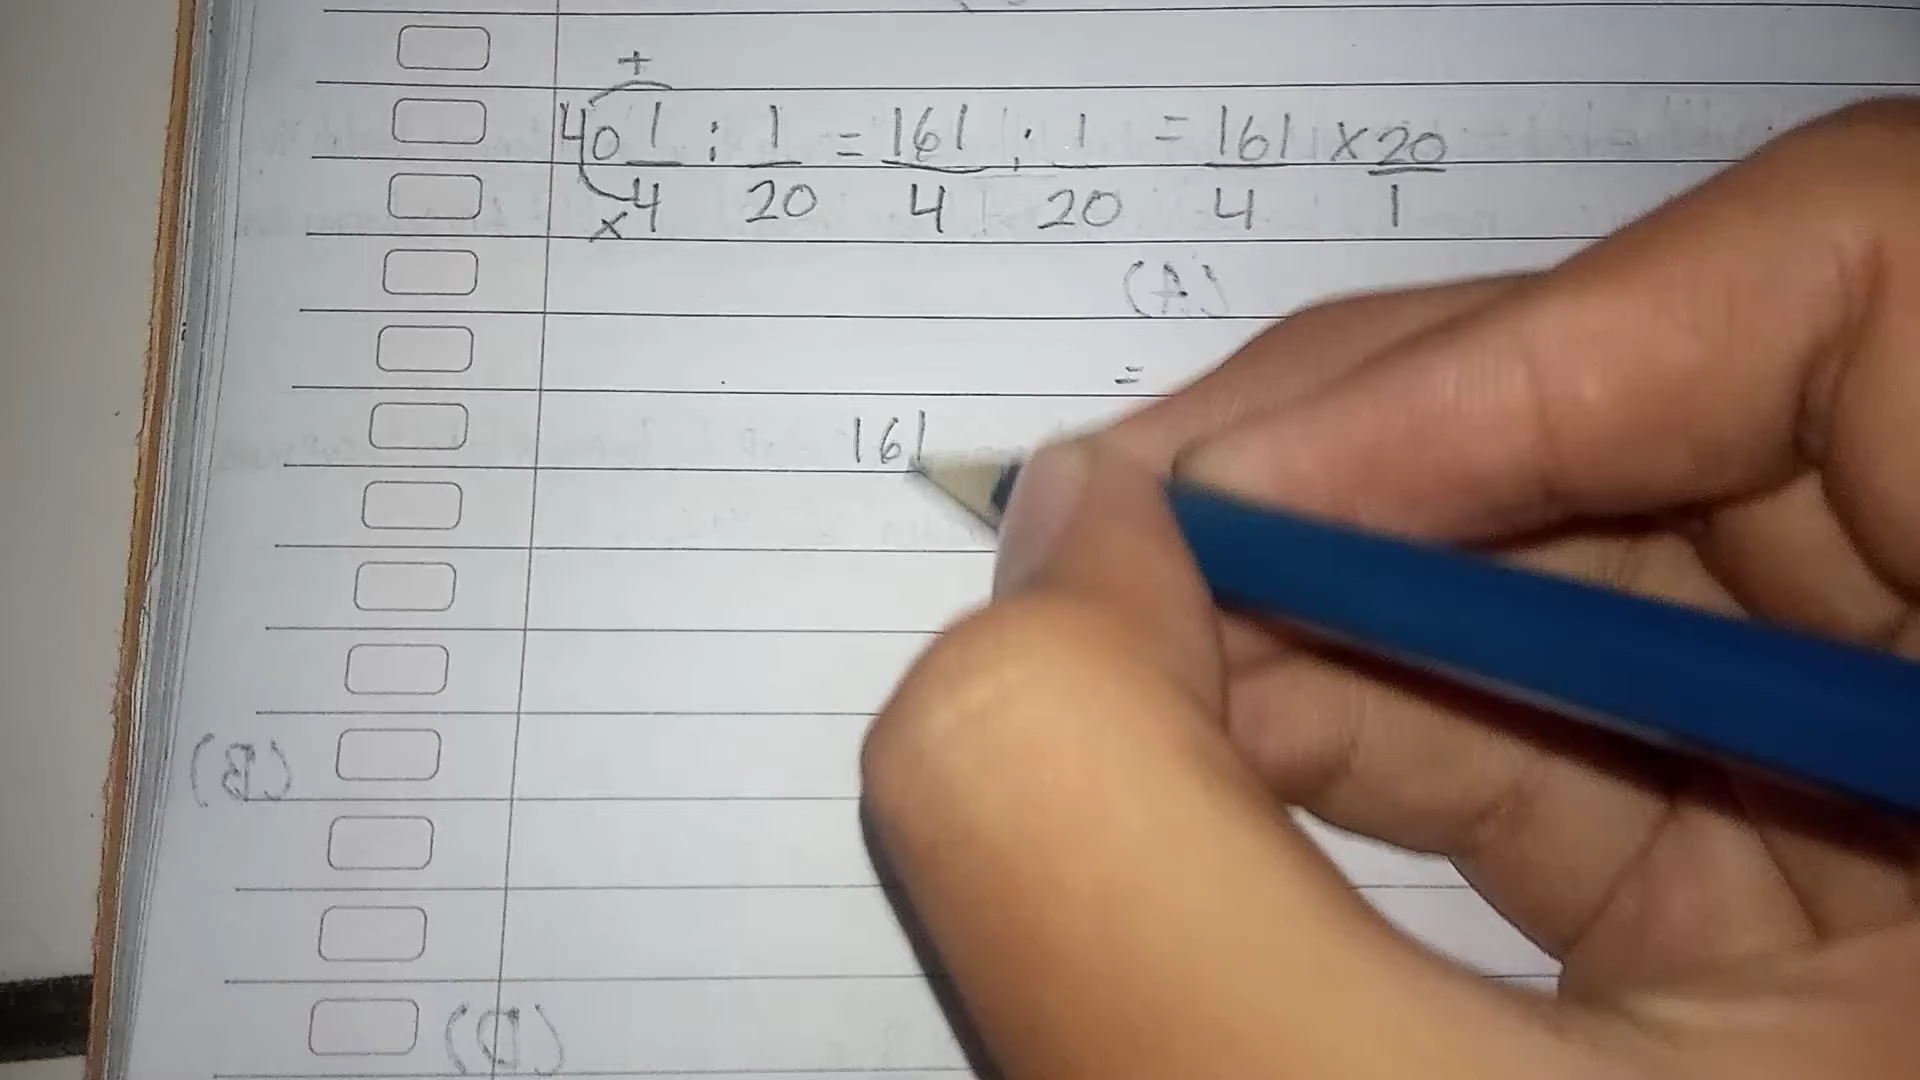 +
40 1/4 : 1/20 = 161/4 : 1/20 = 161/4 × 20/1
×
(A)
=
161
(B)
(D)